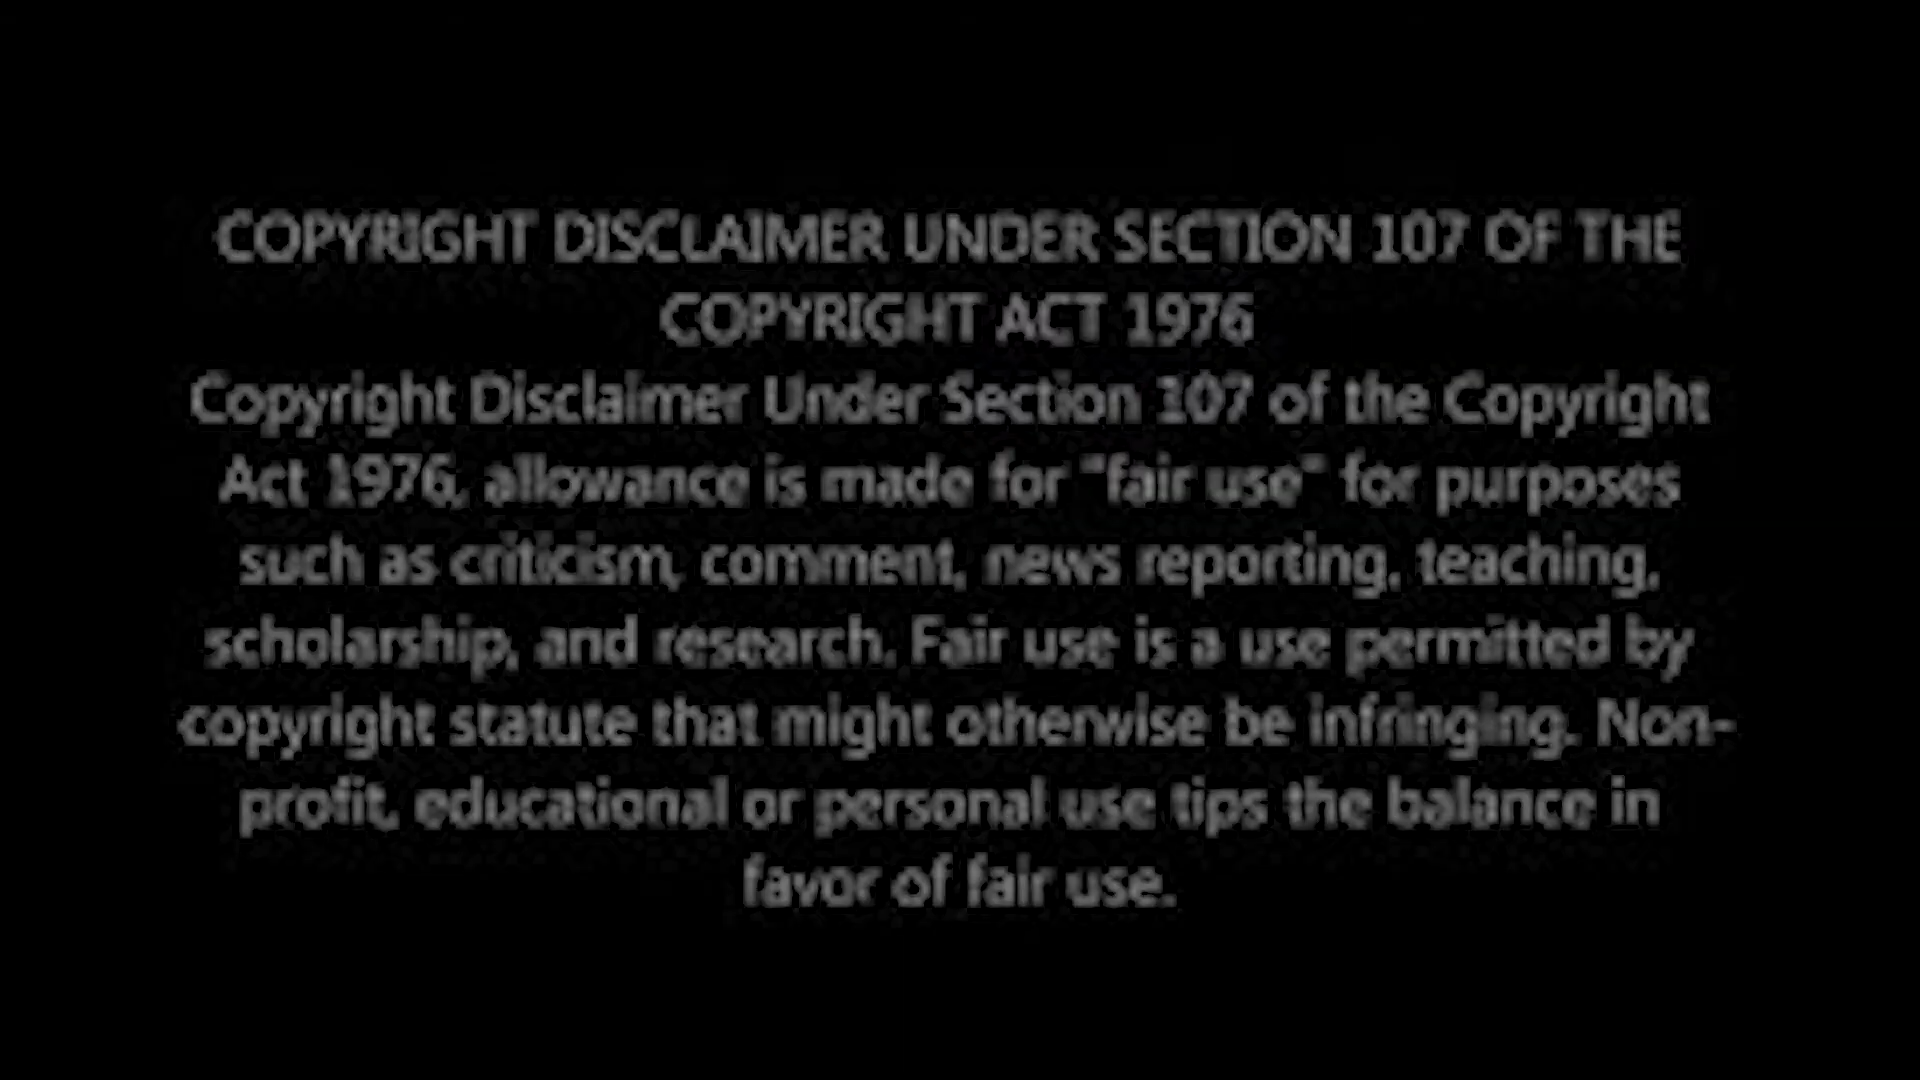 COPYRIGHT DISCLAIMER UNDER SECTION 107 OF THE
COPYRIGHT ACT 1976
Copyright Disclaimer Under Section 107 of the Copyright
Act 1976, allowance is made for "fair use" for purposes
such as criticism, comment, news reporting, teaching,
scholarship, and research. Fair use is a use permitted by
copyright statute that might otherwise be infringing. Non-
profit, educational or personal use tips the balance in
favor of fair use.